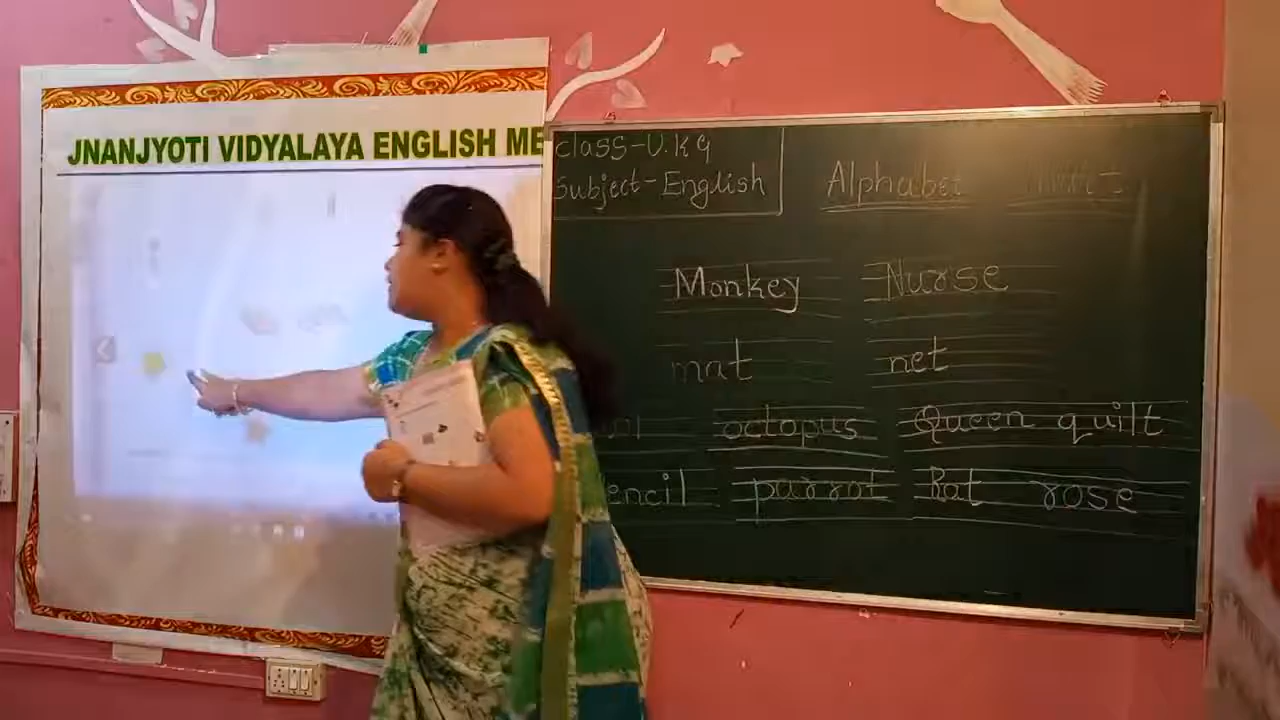 JNANJYOTI VIDYALAYA ENGLISH ME
Class-U.KG
Subject-English
Alphabet
Monkey Nurse
mat net
octopus Queen quilt
encil parrot Rat rose